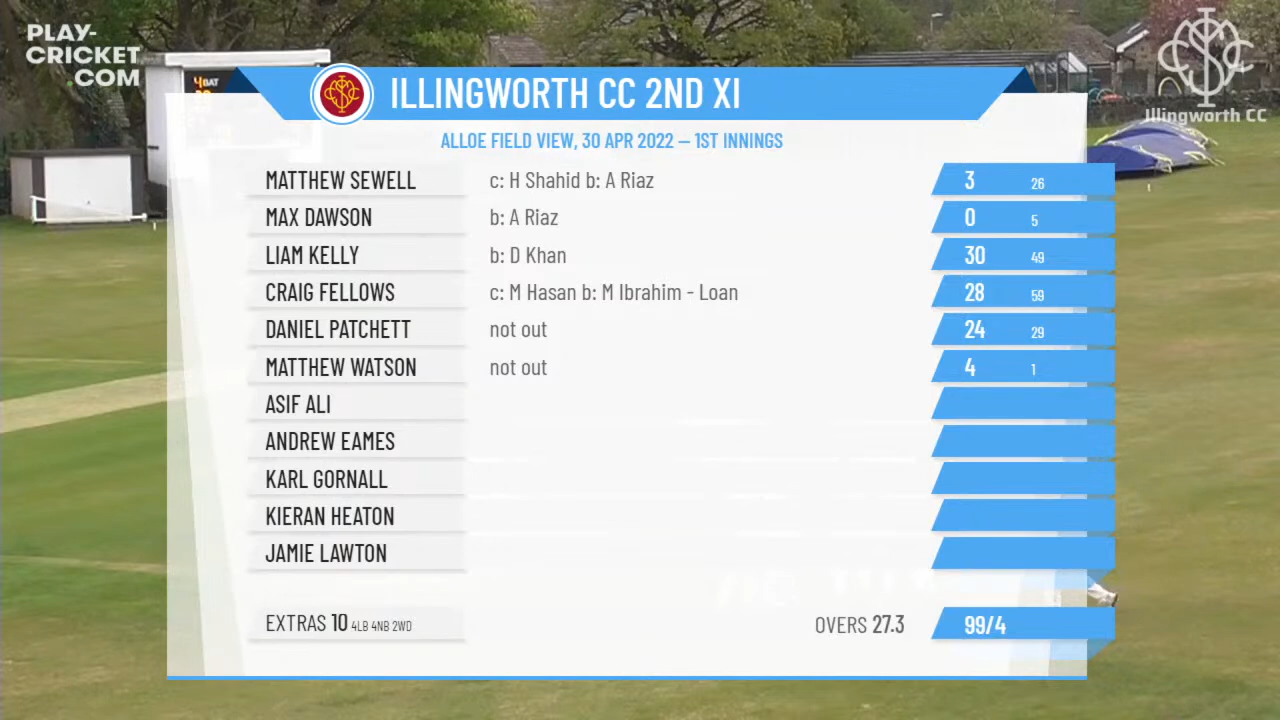 PLAY-
CRICKET
.COM
Illingworth CC
ILLINGWORTH CC 2ND XI
ALLOE FIELD VIEW, 30 APR 2022 – 1ST INNINGS
MATTHEW SEWELL c: H Shahid b: A Riaz 3 26
MAX DAWSON b: A Riaz 0 5
LIAM KELLY b: D Khan 30 49
CRAIG FELLOWS c: M Hasan b: M Ibrahim - Loan 28 59
DANIEL PATCHETT not out 24 29
MATTHEW WATSON not out 4 1
ASIF ALI
ANDREW EAMES
KARL GORNALL
KIERAN HEATON
JAMIE LAWTON
EXTRAS 10 4LB 4NB 2WD OVERS 27.3 99/4